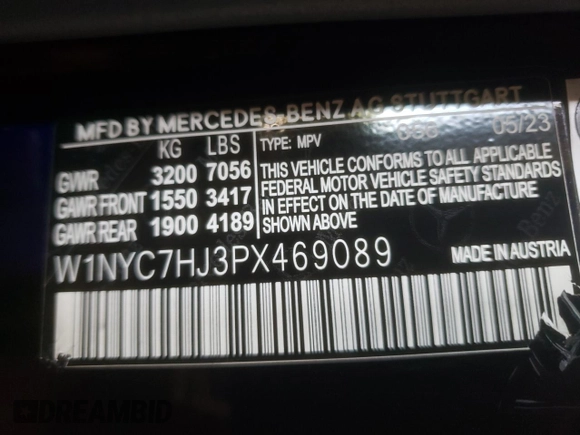 MFD BY MERCEDES-BENZ AG STUTTGART
KG LBS TYPE: MPV 05/23
GWR 3200 7056
GAWR FRONT 1550 3417
GAWR REAR 1900 4189
THIS VEHICLE CONFORMS TO ALL APPLICABLE
FEDERAL MOTOR VEHICLE SAFETY STANDARDS
IN EFFECT ON THE DATE OF MANUFACTURE
SHOWN ABOVE
W1NYC7HJ3PX469089 MADE IN AUSTRIA
DREAMBID